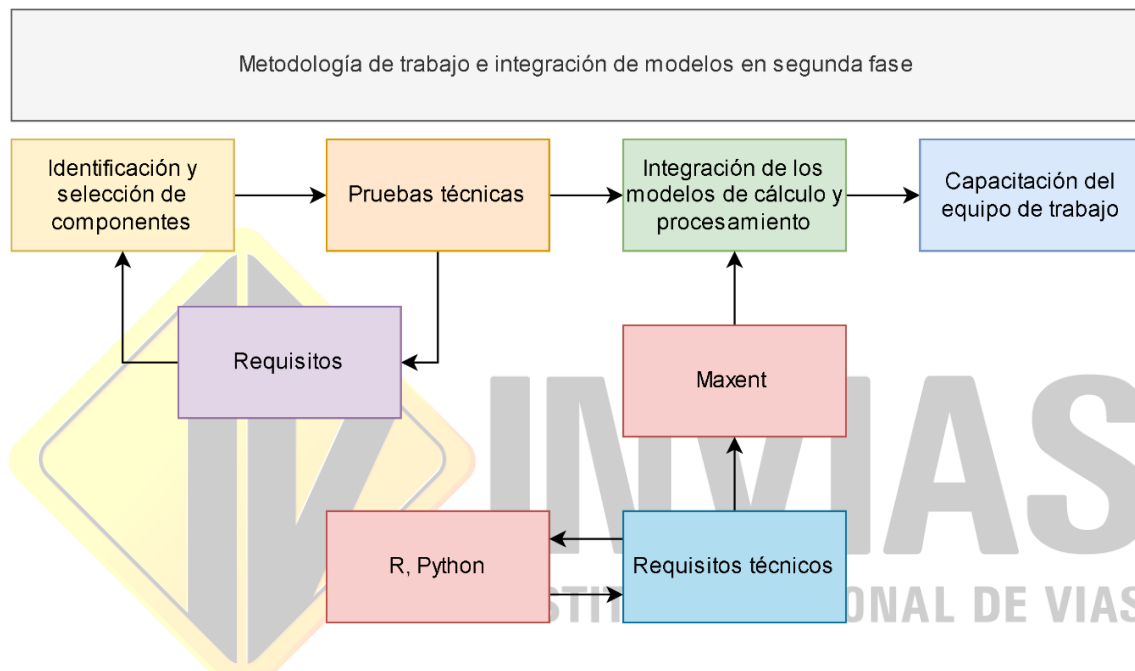 Metodología de trabajo e integración de modelos en segunda fase
Identificación y
selección de
componentes
Pruebas técnicas
Integración de los
modelos de cálculo y
procesamiento
Capacitación del
equipo de trabajo
Requisitos
Maxent
R, Python
Requisitos técnicos
INVIAS
ONAL DE VIAS